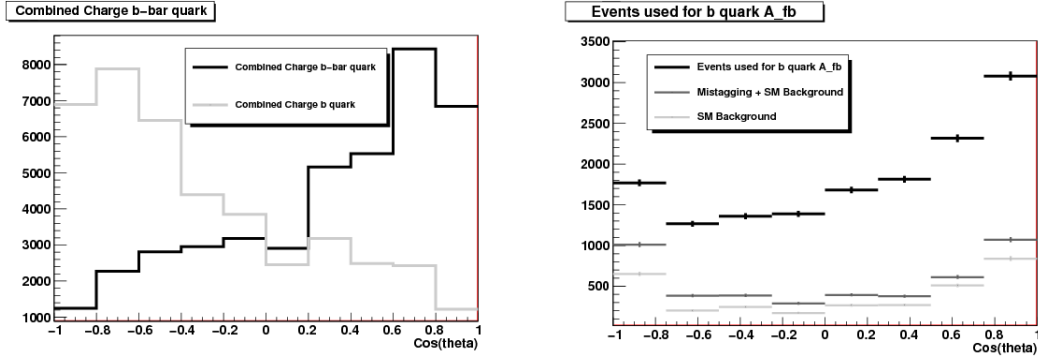 Combined Charge b-bar quark
8000
7000
6000
5000
4000
3000
2000
1000
Combined Charge b-bar quark
Combined Charge b quark
-1 -0.8 -0.6 -0.4 -0.2 0 0.2 0.4 0.6 0.8 1
Cos(theta)
Events used for b quark A_fb
3500
3000
2500
2000
1500
1000
500
Events used for b quark A_fb
Mistagging + SM Background
SM Background
-1 -0.8 -0.6 -0.4 -0.2 0 0.2 0.4 0.6 0.8 1
Cos(theta)